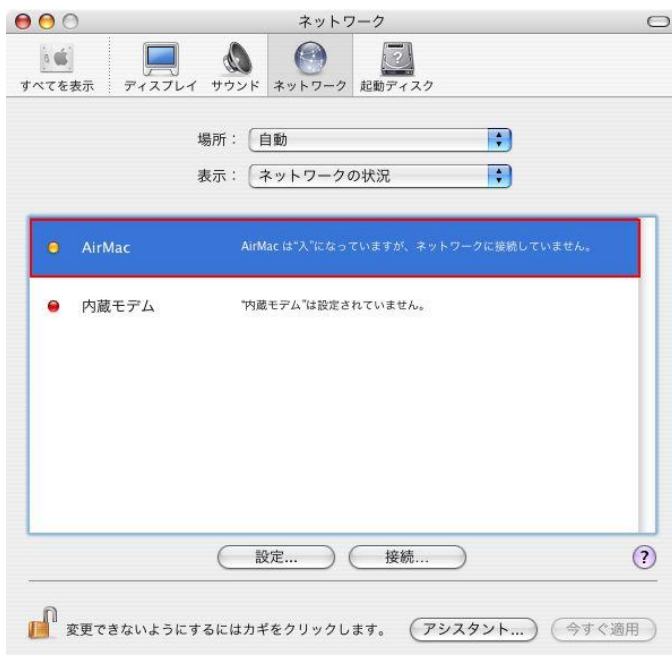 ネットワーク
すべてを表示 ディスプレイ サウンド ネットワーク 起動ディスク
場所： 自動
表示： ネットワークの状況
AirMac AirMac は“入”になっていますが、ネットワークに接続していません。
内蔵モデム “内蔵モデム”は設定されていません。
設定... 接続... ?
変更できないようにするにはカギをクリックします。 アシスタント... 今すぐ適用